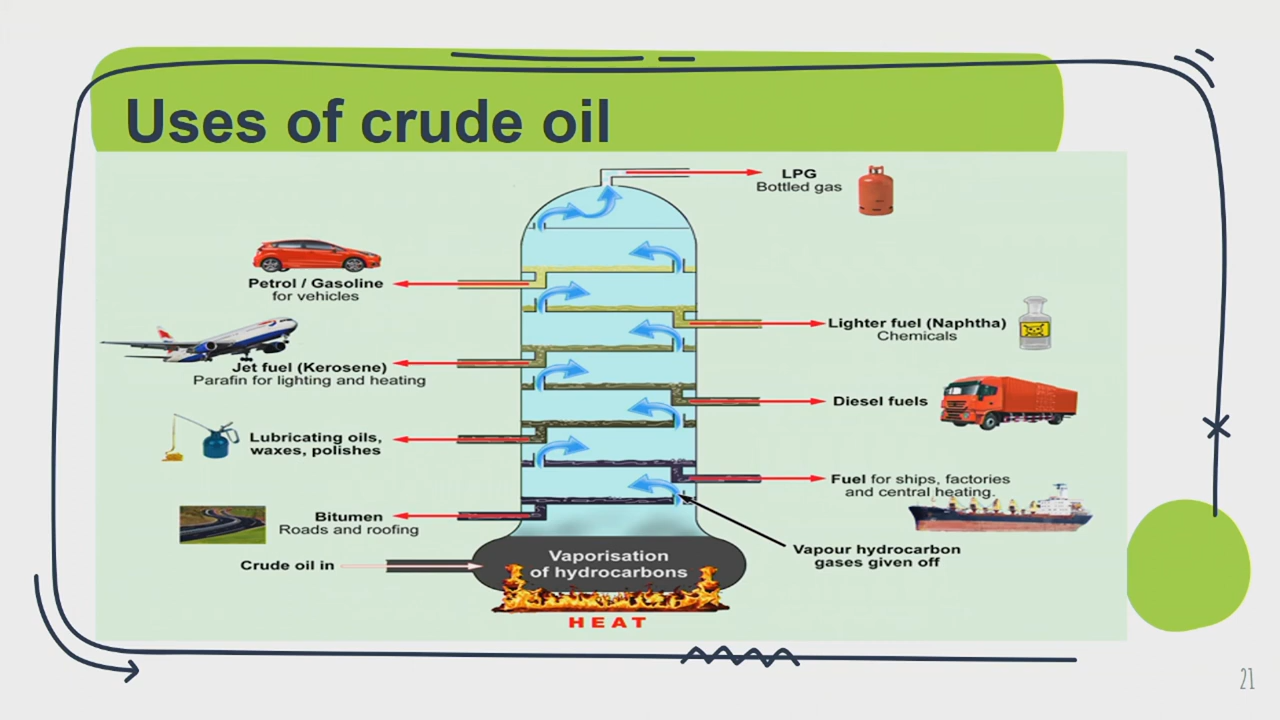 Uses of crude oil
LPG
Bottled gas
Petrol / Gasoline
for vehicles
Lighter fuel (Naphtha)
Chemicals
Jet fuel (Kerosene)
Parafin for lighting and heating
Diesel fuels
Lubricating oils,
waxes, polishes
Fuel for ships, factories
and central heating.
Bitumen
Roads and roofing
Vapour hydrocarbon
gases given off
Crude oil in
Vaporisation
of hydrocarbons
HEAT
21